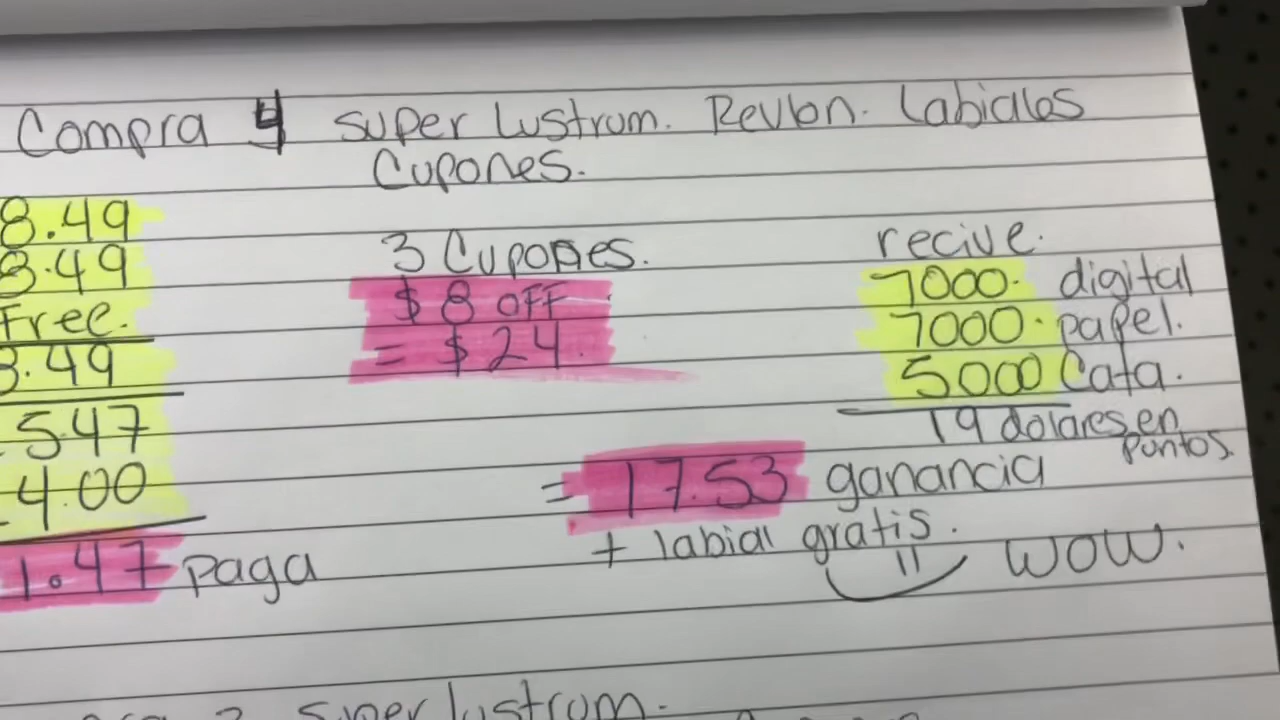 Compra 4 super Lustrum. Revlon. Labiales
Cupones.
8.49
8.49
Free.
8.49
5.47
4.00
1.47 paga
3 Cupones.
$ 8 OFF
= $ 24.
recive.
7000. digital
7000. papel.
5000 Cata.
19 dolares en
puntos.
= 17.53 ganancia
+ labial gratis.
WOW.
super lustrum.